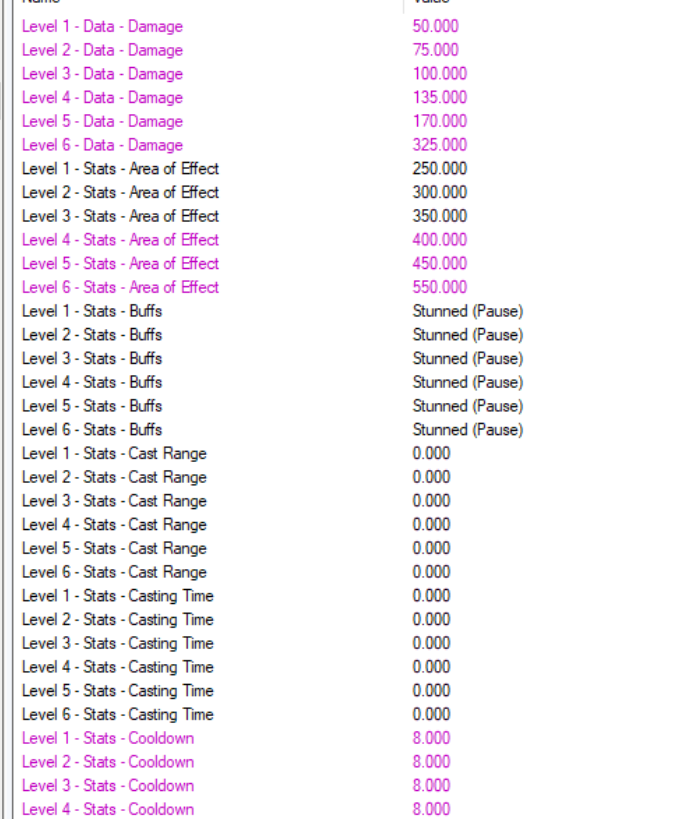 Level 1 - Data - Damage 50.000
Level 2 - Data - Damage 75.000
Level 3 - Data - Damage 100.000
Level 4 - Data - Damage 135.000
Level 5 - Data - Damage 170.000
Level 6 - Data - Damage 325.000
Level 1 - Stats - Area of Effect 250.000
Level 2 - Stats - Area of Effect 300.000
Level 3 - Stats - Area of Effect 350.000
Level 4 - Stats - Area of Effect 400.000
Level 5 - Stats - Area of Effect 450.000
Level 6 - Stats - Area of Effect 550.000
Level 1 - Stats - Buffs Stunned (Pause)
Level 2 - Stats - Buffs Stunned (Pause)
Level 3 - Stats - Buffs Stunned (Pause)
Level 4 - Stats - Buffs Stunned (Pause)
Level 5 - Stats - Buffs Stunned (Pause)
Level 6 - Stats - Buffs Stunned (Pause)
Level 1 - Stats - Cast Range 0.000
Level 2 - Stats - Cast Range 0.000
Level 3 - Stats - Cast Range 0.000
Level 4 - Stats - Cast Range 0.000
Level 5 - Stats - Cast Range 0.000
Level 6 - Stats - Cast Range 0.000
Level 1 - Stats - Casting Time 0.000
Level 2 - Stats - Casting Time 0.000
Level 3 - Stats - Casting Time 0.000
Level 4 - Stats - Casting Time 0.000
Level 5 - Stats - Casting Time 0.000
Level 6 - Stats - Casting Time 0.000
Level 1 - Stats - Cooldown 8.000
Level 2 - Stats - Cooldown 8.000
Level 3 - Stats - Cooldown 8.000
Level 4 - Stats - Cooldown 8.000